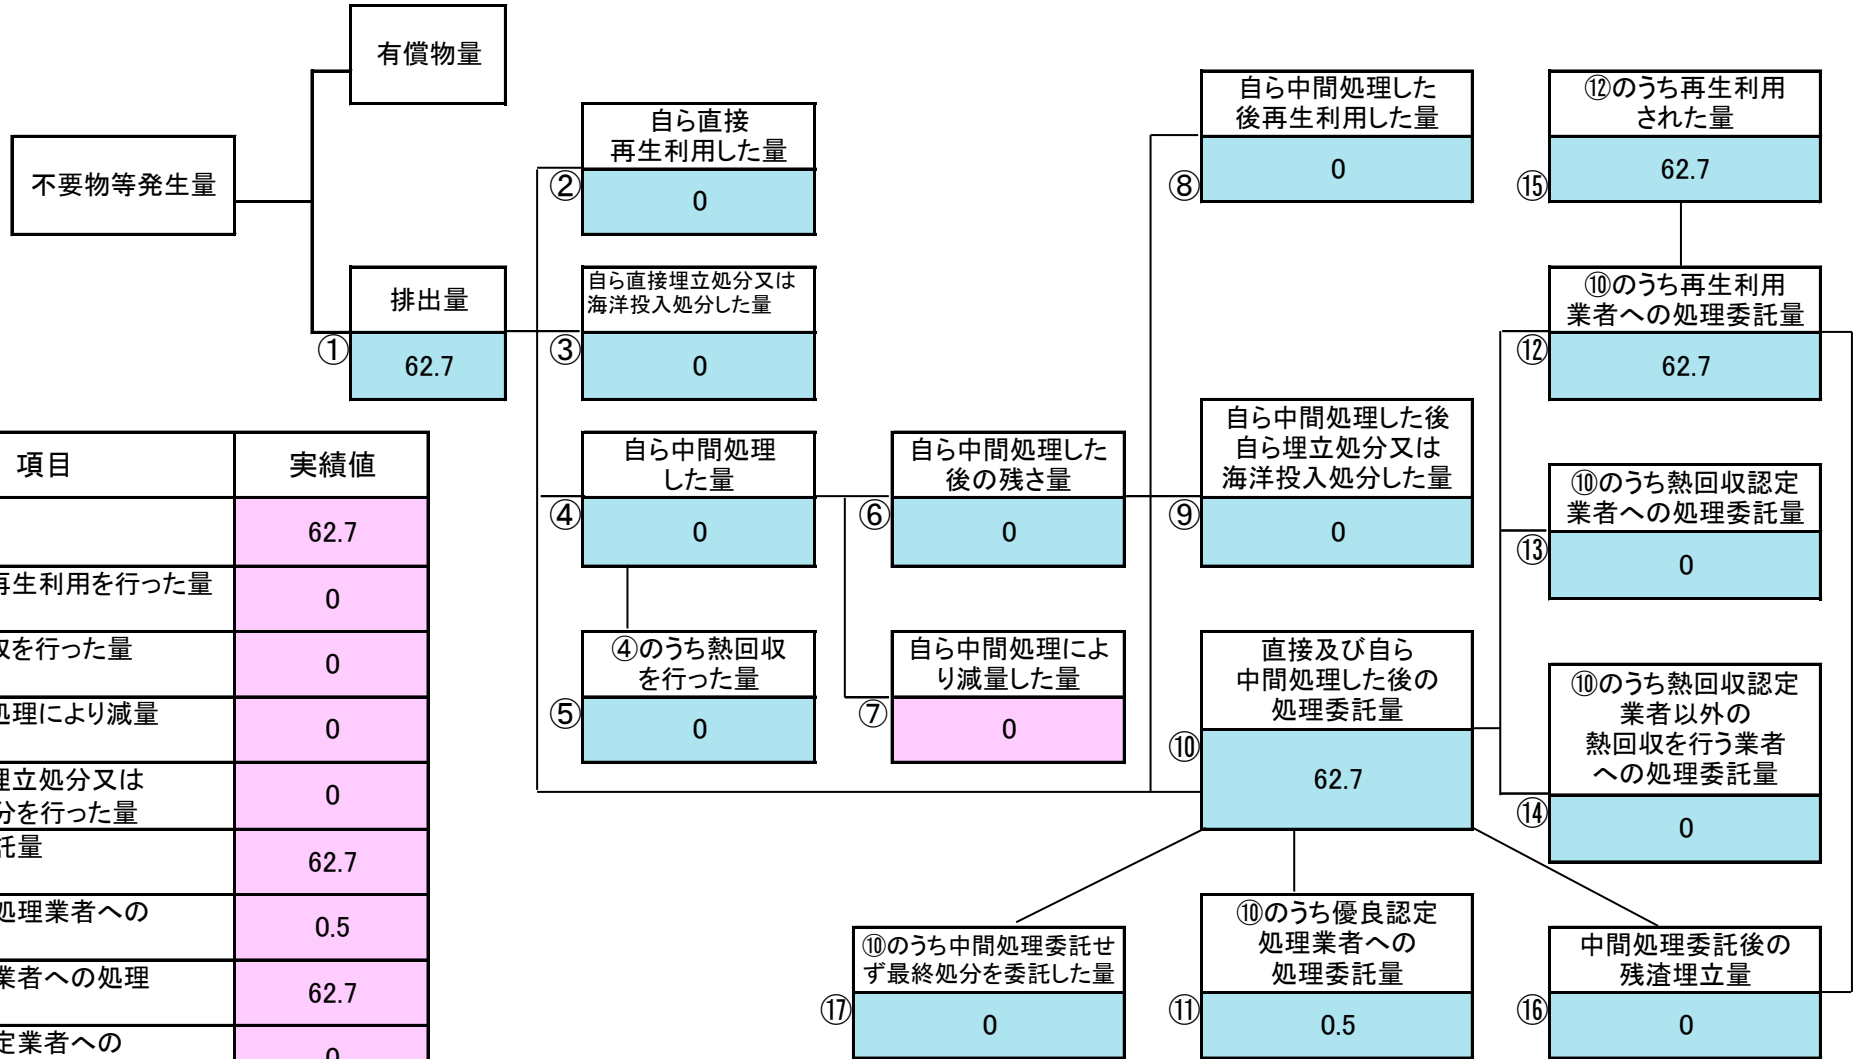 有償物量
不要物等発生量
排出量
①
62.7
自ら直接
再生利用した量
②
0
自ら直接埋立処分又は
海洋投入処分した量
③
0
自ら中間処理
した量
④
0
④のうち熱回収
を行った量
⑤
0
自ら中間処理した
後の残さ量
⑥
0
自ら中間処理によ
り減量した量
⑦
0
自ら中間処理した
後再生利用した量
⑧
0
自ら中間処理した後
自ら埋立処分又は
海洋投入処分した量
⑨
0
直接及び自ら
中間処理した後の
処理委託量
⑩
62.7
⑫のうち再生利用
された量
⑮
62.7
⑩のうち再生利用
業者への処理委託量
⑫
62.7
⑩のうち熱回収認定
業者への処理委託量
⑬
0
⑩のうち熱回収認定
業者以外の
熱回収を行う業者
への処理委託量
⑭
0
⑩のうち中間処理委託せ
ず最終処分を委託した量
⑰
0
⑩のうち優良認定
処理業者への
処理委託量
⑪
0.5
中間処理委託後の
残渣埋立量
⑯
0
項目 実績値
62.7
再生利用を行った量 0
収を行った量 0
処理により減量 0
埋立処分又は
分を行った量 0
託量 62.7
処理業者への 0.5
業者への処理 62.7
定業者への 0